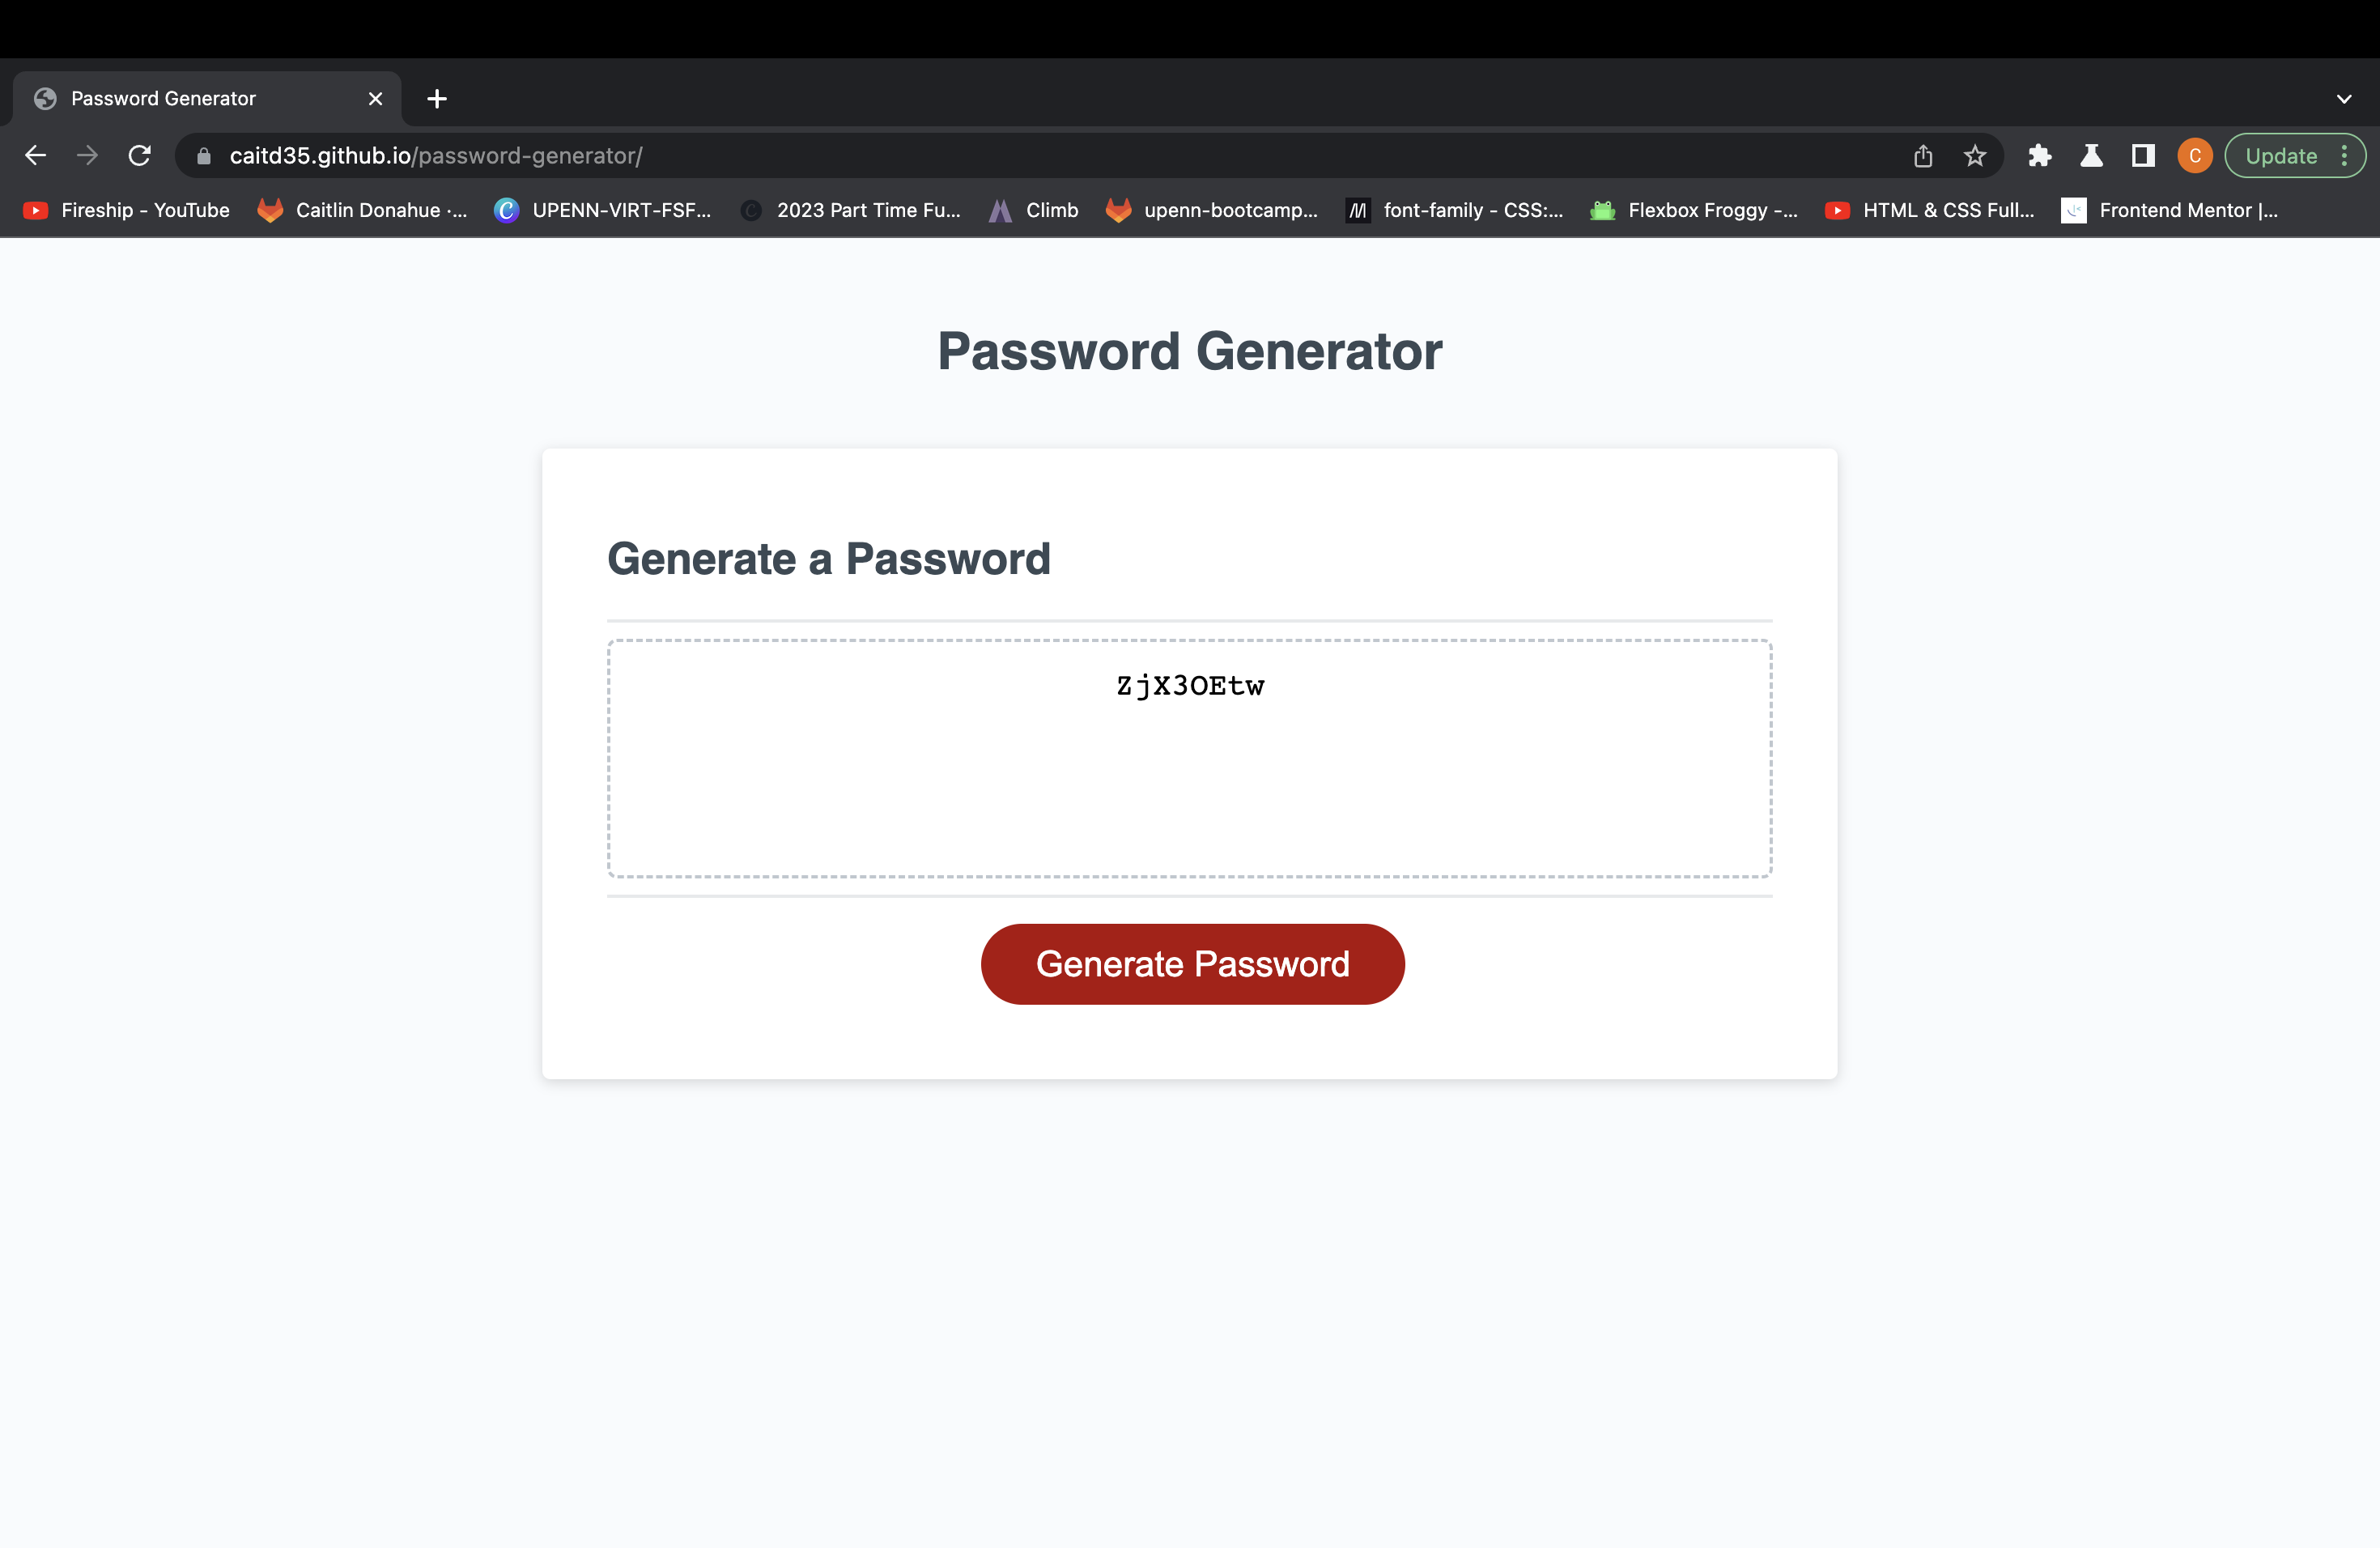 Password Generator
caitd35.github.io/password-generator/
C
Update
Fireship - YouTube
Caitlin Donahue ·...
UPENN-VIRT-FSF...
2023 Part Time Fu...
Climb
upenn-bootcamp...
font-family - CSS:...
Flexbox Froggy -...
HTML & CSS Full...
Frontend Mentor |...
Password Generator
Generate a Password
ZjX3OEtw
Generate Password